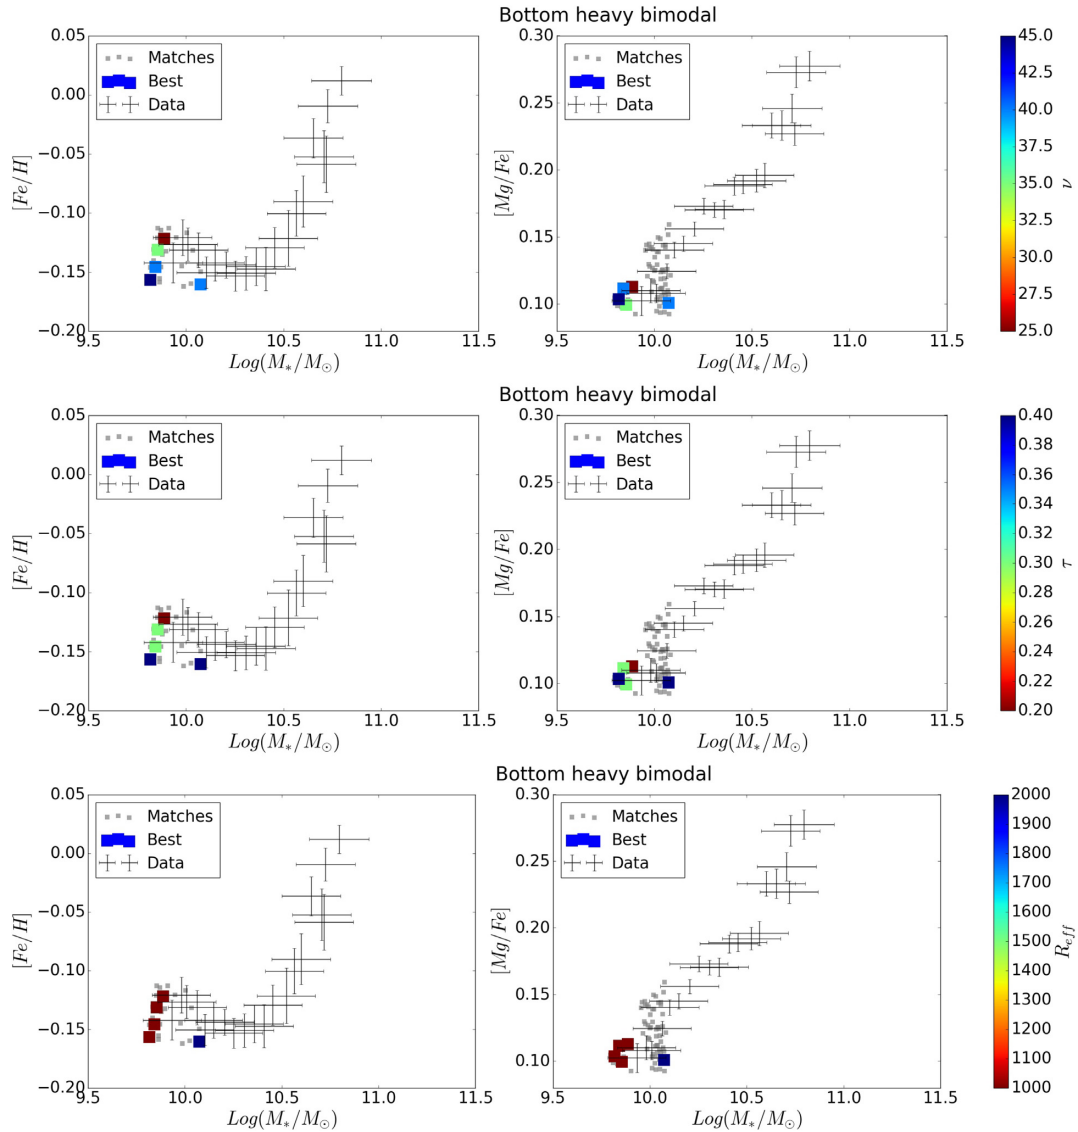 Bottom heavy bimodal
0.05
0.00
−0.05
−0.10
−0.15
−0.20
[Fe/H]
Matches
Best
Data
9.5 10.0 10.5 11.0 11.5
Log(M*/M⊙)
0.30
0.25
0.20
0.15
0.10
[Mg/Fe]
Matches
Best
Data
9.5 10.0 10.5 11.0 11.5
Log(M*/M⊙)
45.0
42.5
40.0
37.5
35.0
32.5
30.0
27.5
25.0
ν
Bottom heavy bimodal
0.05
0.00
−0.05
−0.10
−0.15
−0.20
[Fe/H]
Matches
Best
Data
9.5 10.0 10.5 11.0 11.5
Log(M*/M⊙)
0.30
0.25
0.20
0.15
0.10
[Mg/Fe]
Matches
Best
Data
9.5 10.0 10.5 11.0 11.5
Log(M*/M⊙)
0.40
0.38
0.36
0.34
0.32
0.30
0.28
0.26
0.24
0.22
0.20
τ
Bottom heavy bimodal
0.05
0.00
−0.05
−0.10
−0.15
−0.20
[Fe/H]
Matches
Best
Data
9.5 10.0 10.5 11.0 11.5
Log(M*/M⊙)
0.30
0.25
0.20
0.15
0.10
[Mg/Fe]
Matches
Best
Data
9.5 10.0 10.5 11.0 11.5
Log(M*/M⊙)
2000
1900
1800
1700
1600
1500
1400
1300
1200
1100
1000
R_eff